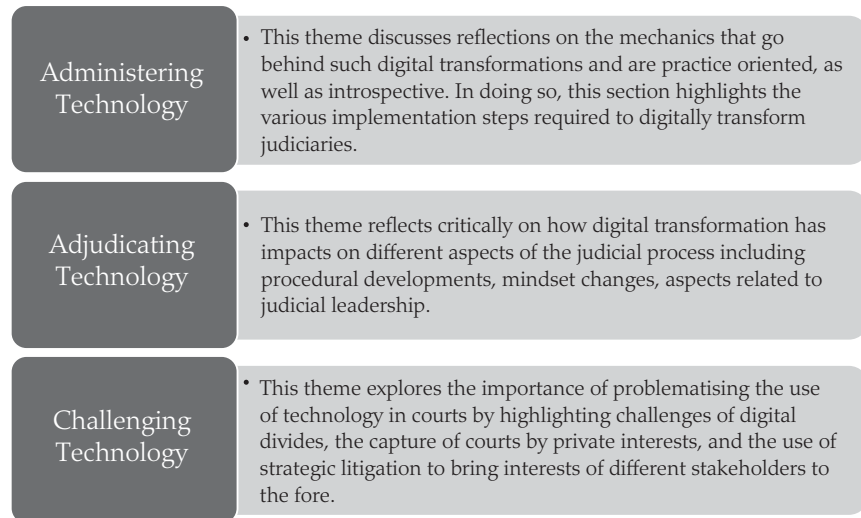 Administering
Technology
• This theme discusses reflections on the mechanics that go
behind such digital transformations and are practice oriented, as
well as introspective. In doing so, this section highlights the
various implementation steps required to digitally transform
judiciaries.
Adjudicating
Technology
• This theme reflects critically on how digital transformation has
impacts on different aspects of the judicial process including
procedural developments, mindset changes, aspects related to
judicial leadership.
Challenging
Technology
• This theme explores the importance of problematising the use
of technology in courts by highlighting challenges of digital
divides, the capture of courts by private interests, and the use of
strategic litigation to bring interests of different stakeholders to
the fore.